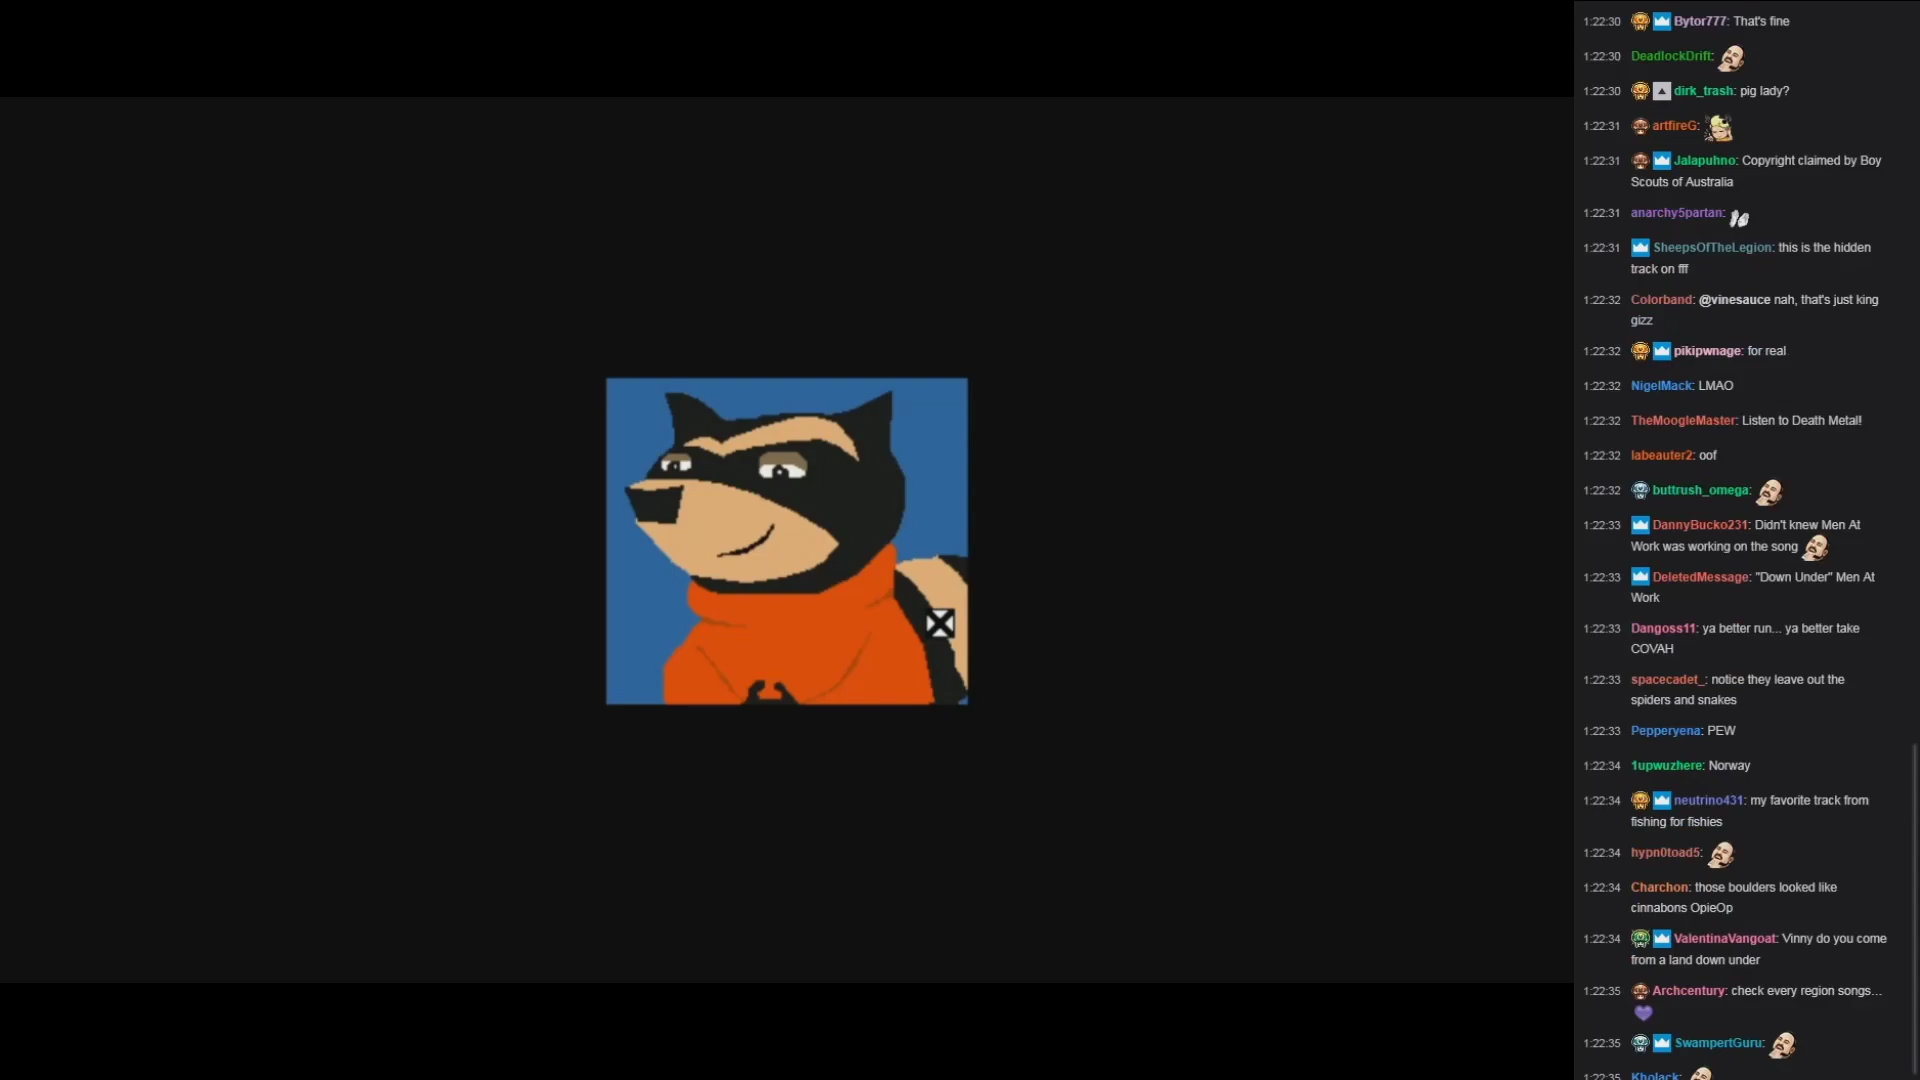 1:22:30 Bytor777: That's fine
1:22:30 DeadlockDrift:
1:22:30 dirk_trash: pig lady?
1:22:31 artfireG:
1:22:31 Jalapuhno: Copyright claimed by Boy
Scouts of Australia
1:22:31 anarchy5partan:
1:22:31 SheepsOfTheLegion: this is the hidden
track on fff
1:22:32 Colorband: @vinesauce nah, that's just king
gizz
1:22:32 pikipwnage: for real
1:22:32 NigelMack: LMAO
1:22:32 TheMoogleMaster: Listen to Death Metal!
1:22:32 labeauter2: oof
1:22:32 buttrush_omega:
1:22:33 DannyBucko231: Didn't knew Men At
Work was working on the song
1:22:33 DeletedMessage: "Down Under" Men At
Work
1:22:33 Dangoss11: ya better run... ya better take
COVAH
1:22:33 spacecadet_: notice they leave out the
spiders and snakes
1:22:33 Pepperyena: PEW
1:22:34 1upwuzhere: Norway
1:22:34 neutrino431: my favorite track from
fishing for fishies
1:22:34 hypn0toad5:
1:22:34 Charchon: those boulders looked like
cinnabons OpieOp
1:22:34 ValentinaVangoat: Vinny do you come
from a land down under
1:22:35 Archcentury: check every region songs...
1:22:35 SwampertGuru:
1:22:35 Kholack: